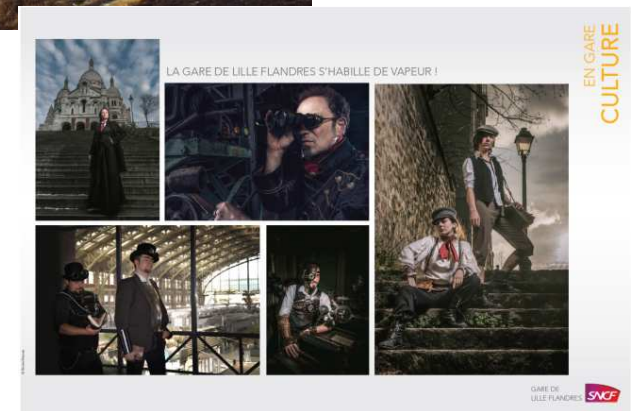 LA GARE DE LILLE FLANDRES S'HABILLE DE VAPEUR !
EN GARE
CULTURE
GARE DE
LILLE FLANDRES
SNCF